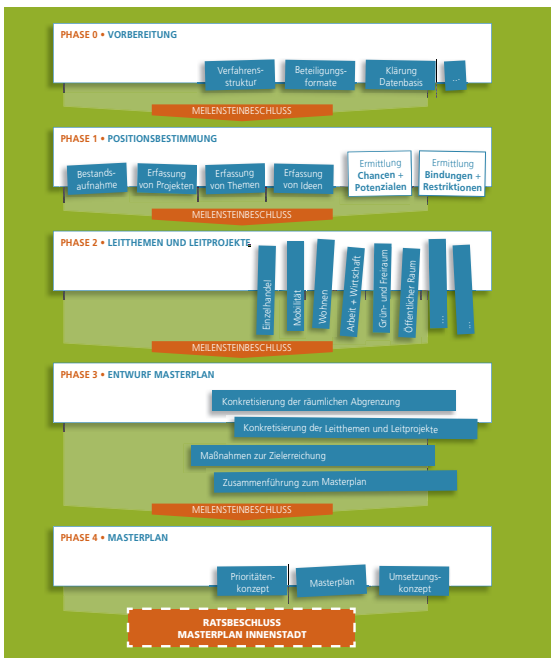 PHASE 0 • VORBEREITUNG
Verfahrens-
struktur
Beteiligungs-
formate
Klärung
Datenbasis
...
MEILENSTEINBESCHLUSS
PHASE 1 • POSITIONSBESTIMMUNG
Bestands-
aufnahme
Erfassung
von Projekten
Erfassung
von Themen
Erfassung
von Ideen
Ermittlung
Chancen +
Potenzialen
Ermittlung
Bindungen +
Restriktionen
MEILENSTEINBESCHLUSS
PHASE 2 • LEITTHEMEN UND LEITPROJEKTE
Einzelhandel
Mobilität
Wohnen
Arbeit + Wirtschaft
Grün- und Freiraum
Öffentlicher Raum
...
...
MEILENSTEINBESCHLUSS
PHASE 3 • ENTWURF MASTERPLAN
Konkretisierung der räumlichen Abgrenzung
Konkretisierung der Leitthemen und Leitprojekte
Maßnahmen zur Zielerreichung
Zusammenführung zum Masterplan
MEILENSTEINBESCHLUSS
PHASE 4 • MASTERPLAN
Prioritäten-
konzept
Masterplan
Umsetzungs-
konzept
RATSBESCHLUSS
MASTERPLAN INNENSTADT